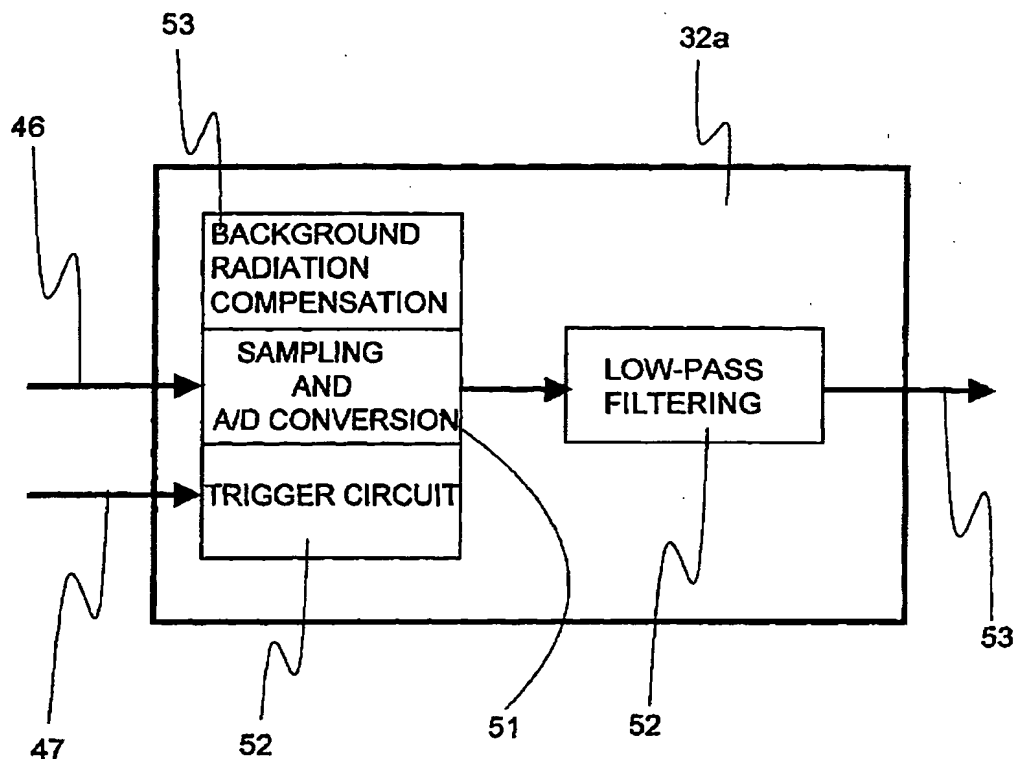 53
32a
46
BACKGROUND
RADIATION
COMPENSATION
SAMPLING
AND
A/D CONVERSION
LOW-PASS
FILTERING
TRIGGER CIRCUIT
53
47
52
51
52